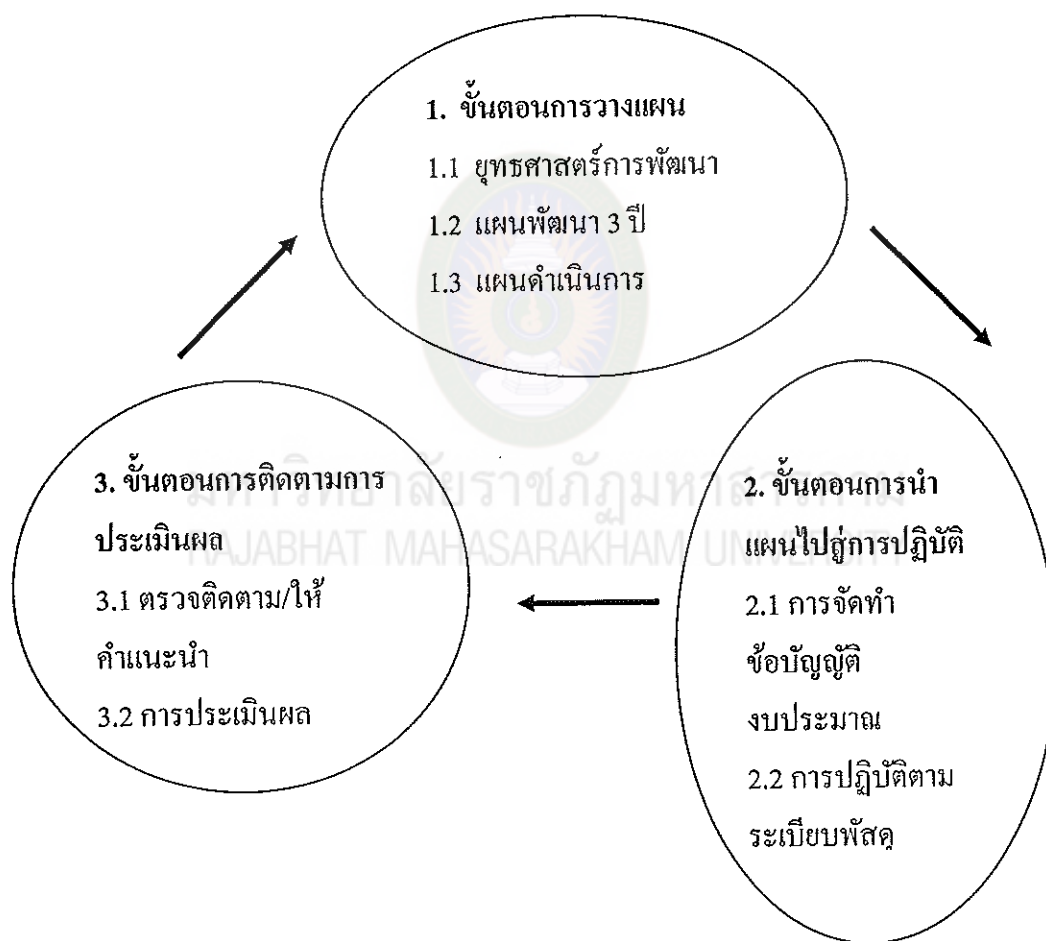 1. ขั้นตอนการวางแผน
1.1 ยุทธศาสตร์การพัฒนา
1.2 แผนพัฒนา 3 ปี
1.3 แผนดำเนินการ
2. ขั้นตอนการนำ
แผนไปสู่การปฏิบัติ
2.1 การจัดทำ
ข้อบัญญัติ
งบประมาณ
2.2 การปฏิบัติตาม
ระเบียบพัสดุ
3. ขั้นตอนการติดตามการ
ประเมินผล
3.1 ตรวจติดตาม/ให้
คำแนะนำ
3.2 การประเมินผล
มหาวิทยาลัยราชภัฏมหาสารคาม
RAJABHAT MAHASARAKHAM UNIVERSITY